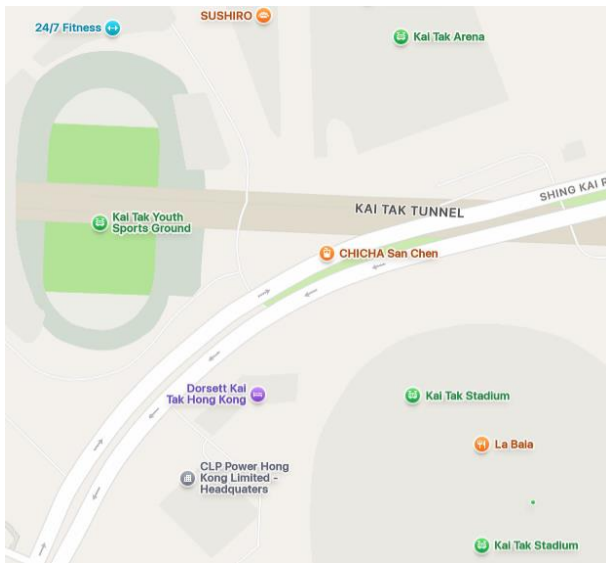 SUSHIRO
24/7 Fitness
Kai Tak Arena
SHING KAI R
KAI TAK TUNNEL
Kai Tak Youth
Sports Ground
CHICHA San Chen
Dorsett Kai
Tak Hong Kong
Kai Tak Stadium
La Bala
CLP Power Hong
Kong Limited -
Headquaters
Kai Tak Stadium